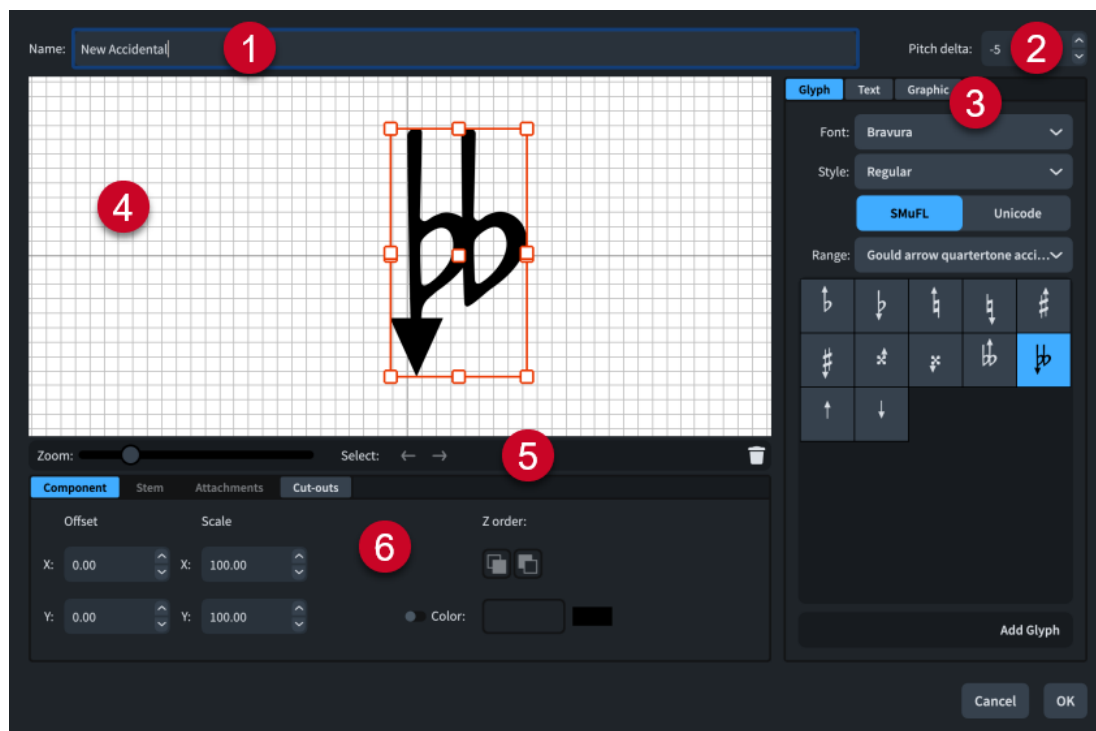 Name: New Accidental 1 Pitch delta: -5 2
Glyph Text Graphic 3
Font: Bravura
Style: Regular
SMuFL Unicode
Range: Gould arrow quartertone acci...
4
Zoom: Select: ← → 5
Component Stem Attachments Cut-outs
Offset Scale Z order:
6
X: 0.00 X: 100.00
Y: 0.00 Y: 100.00 Color:
Add Glyph
Cancel OK